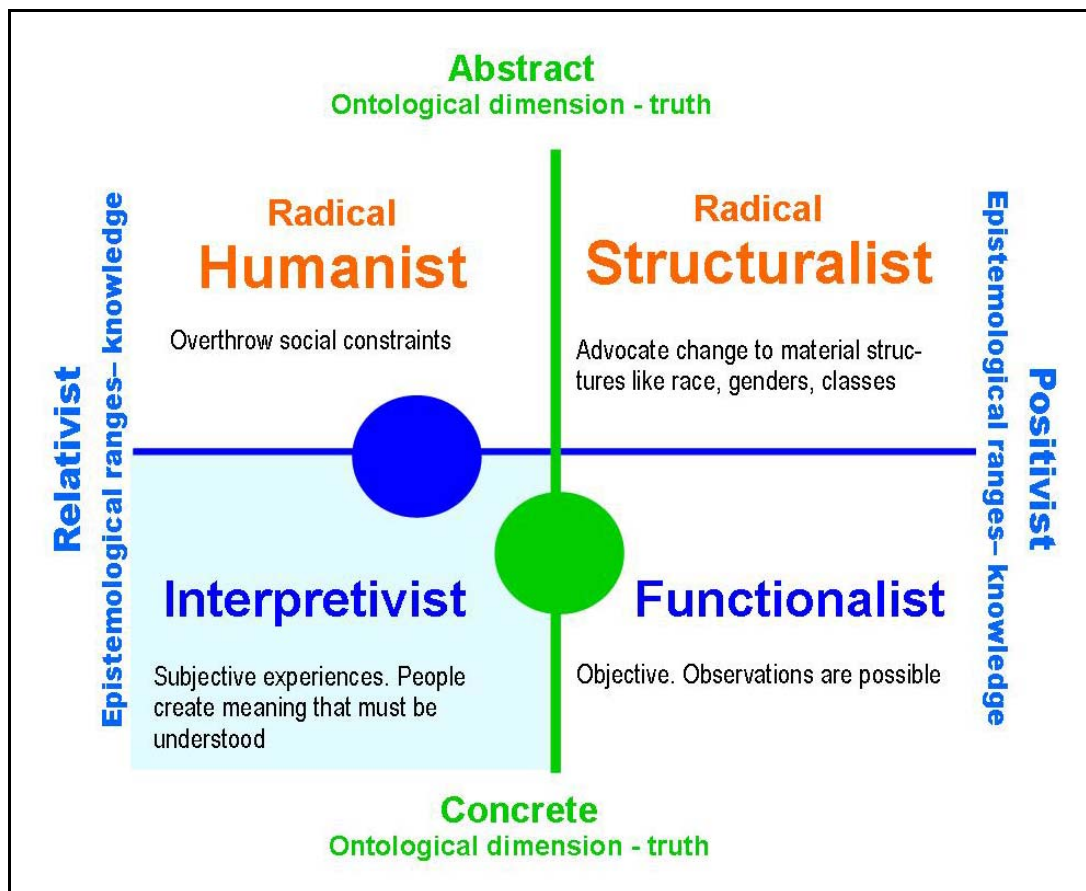 Abstract
Ontological dimension - truth
Radical
Humanist
Overthrow social constraints
Radical
Structuralist
Advocate change to material struc-
tures like race, genders, classes
Relativist
Epistemological ranges– knowledge
Epistemological ranges– knowledge
Positivist
Interpretivist
Subjective experiences. People
create meaning that must be
understood
Functionalist
Objective. Observations are possible
Concrete
Ontological dimension - truth